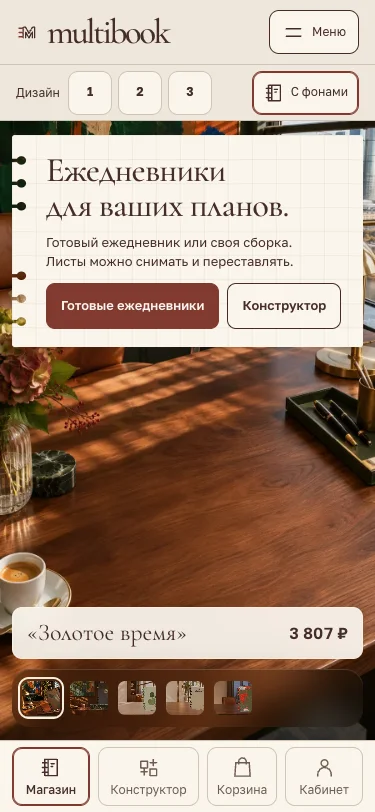 multibook
Меню
Дизайн
1
2
3
С фонами
Ежедневники
для ваших планов.
Готовый ежедневник или своя сборка.
Листы можно снимать и переставлять.
Готовые ежедневники
Конструктор
«Золотое время»
3 807 ₽
Магазин
Конструктор
Корзина
Кабинет